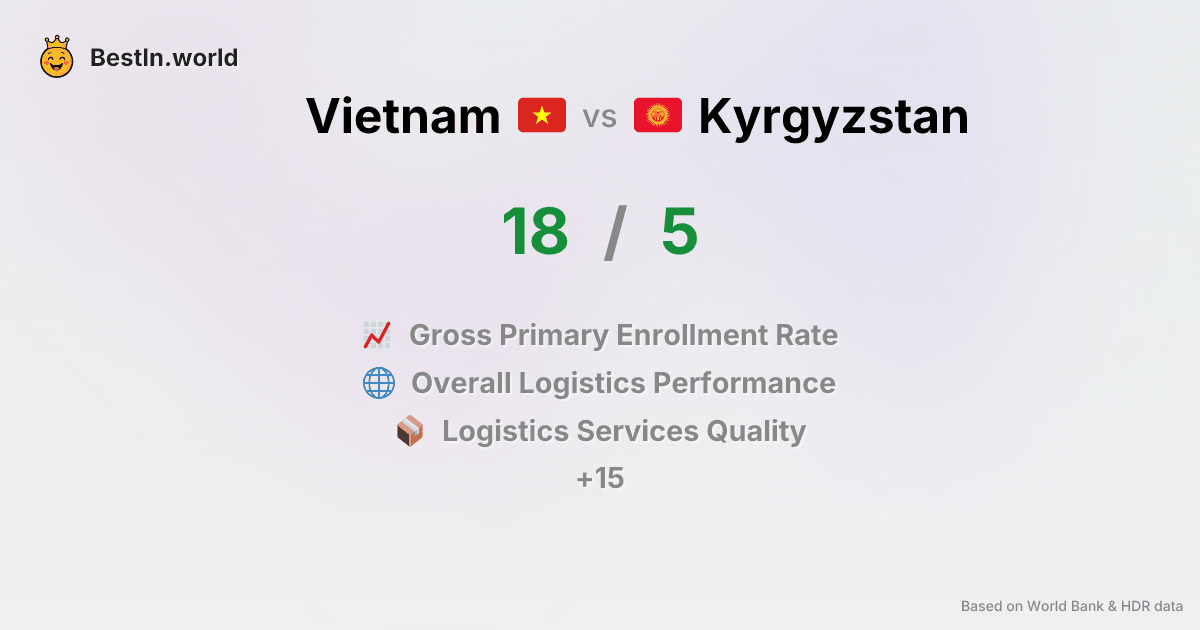 BestIn.world
Vietnam vs Kyrgyzstan
18 / 5
Gross Primary Enrollment Rate
Overall Logistics Performance
Logistics Services Quality
+15
Based on World Bank & HDR data